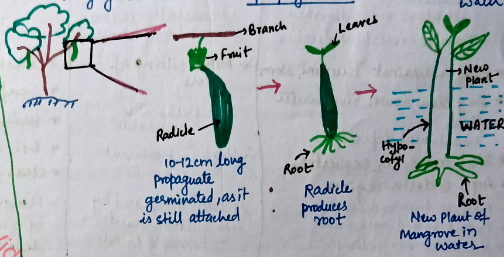 Branch
Fruit
Radicle
10-12cm long
propaguate
germinated, as it
is still attached
Leaves
Root
Radicle
produces
root
New
Plant
WATER
Hypo
cotyl
Root
New Plant of
Mangrove in
Water